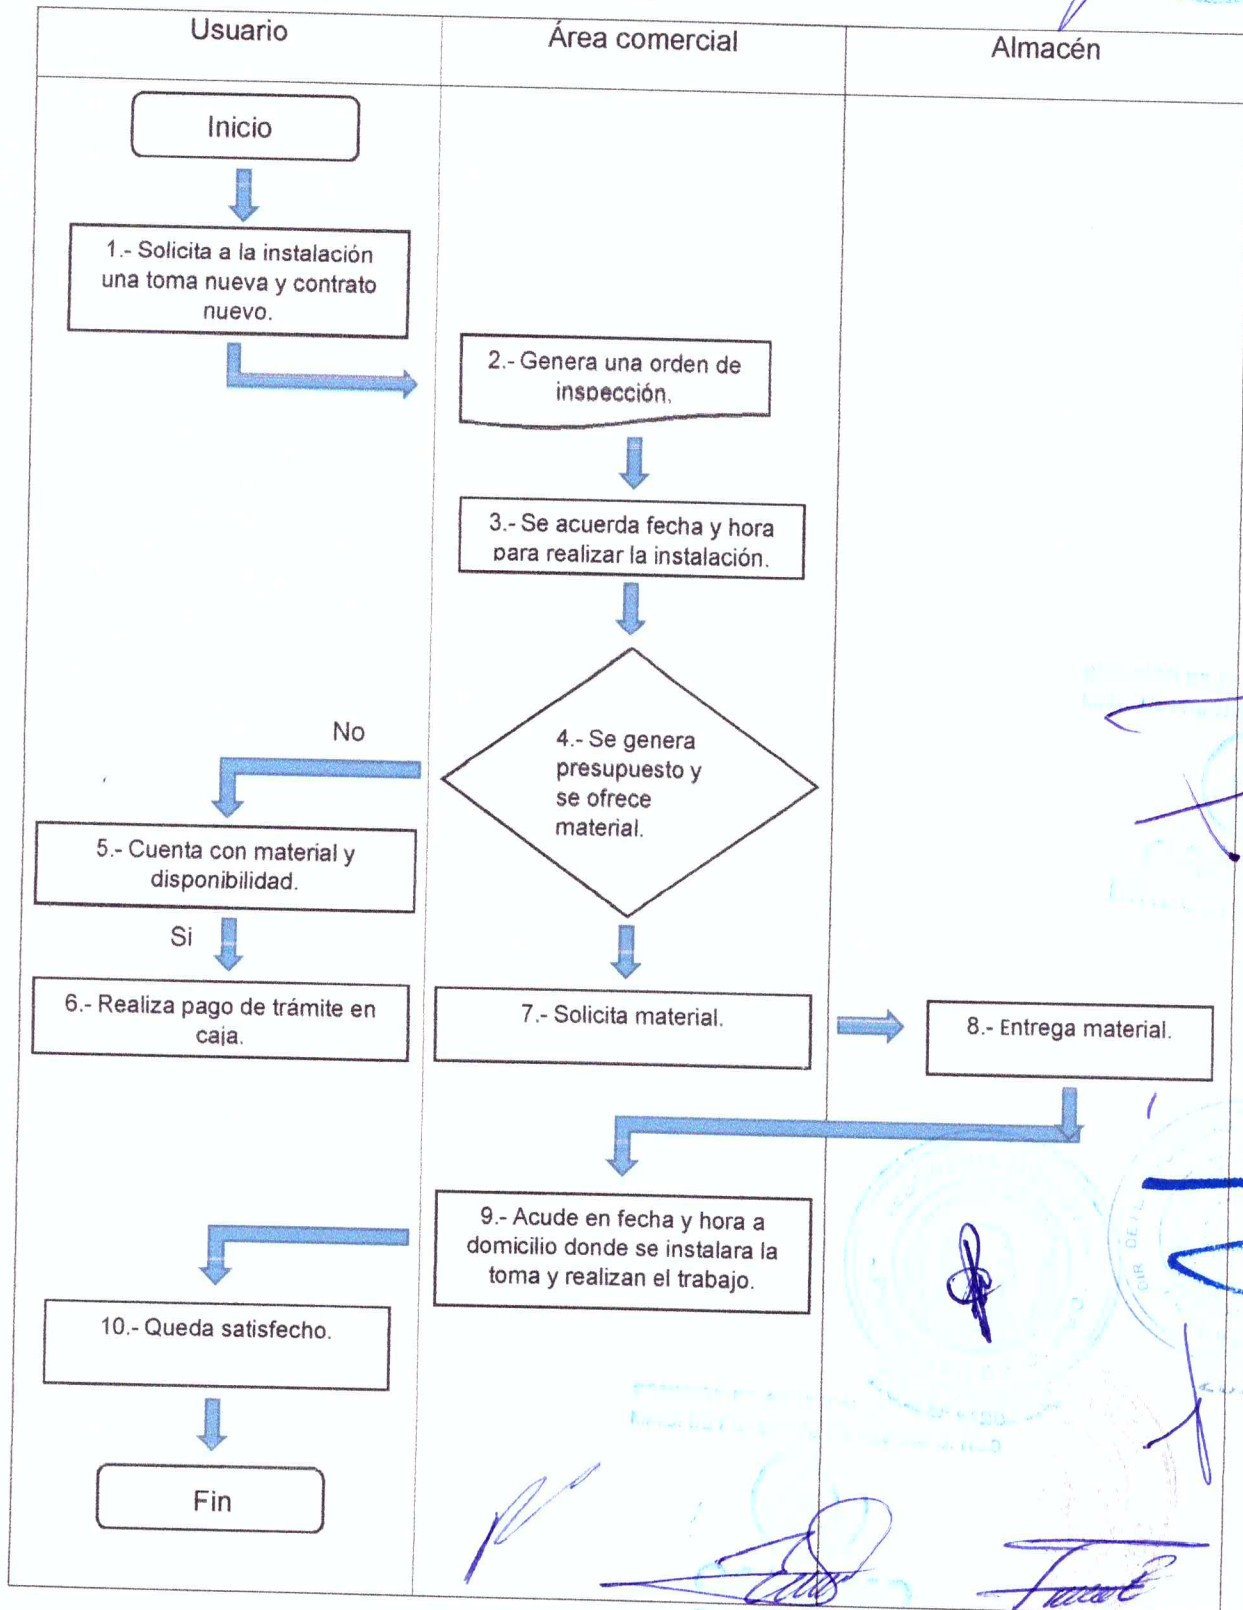 Usuario
Área comercial
Almacén
Inicio
1.- Solicita a la instalación
una toma nueva y contrato
nuevo.
2.- Genera una orden de
inspección.
3.- Se acuerda fecha y hora
para realizar la instalación.
No
4.- Se genera
presupuesto y
se ofrece
material.
5.- Cuenta con material y
disponibilidad.
Si
6.- Realiza pago de trámite en
caja.
7.- Solicita material.
8.- Entrega material.
9.- Acude en fecha y hora a
domicilio donde se instalara la
toma y realizan el trabajo.
10.- Queda satisfecho.
Fin